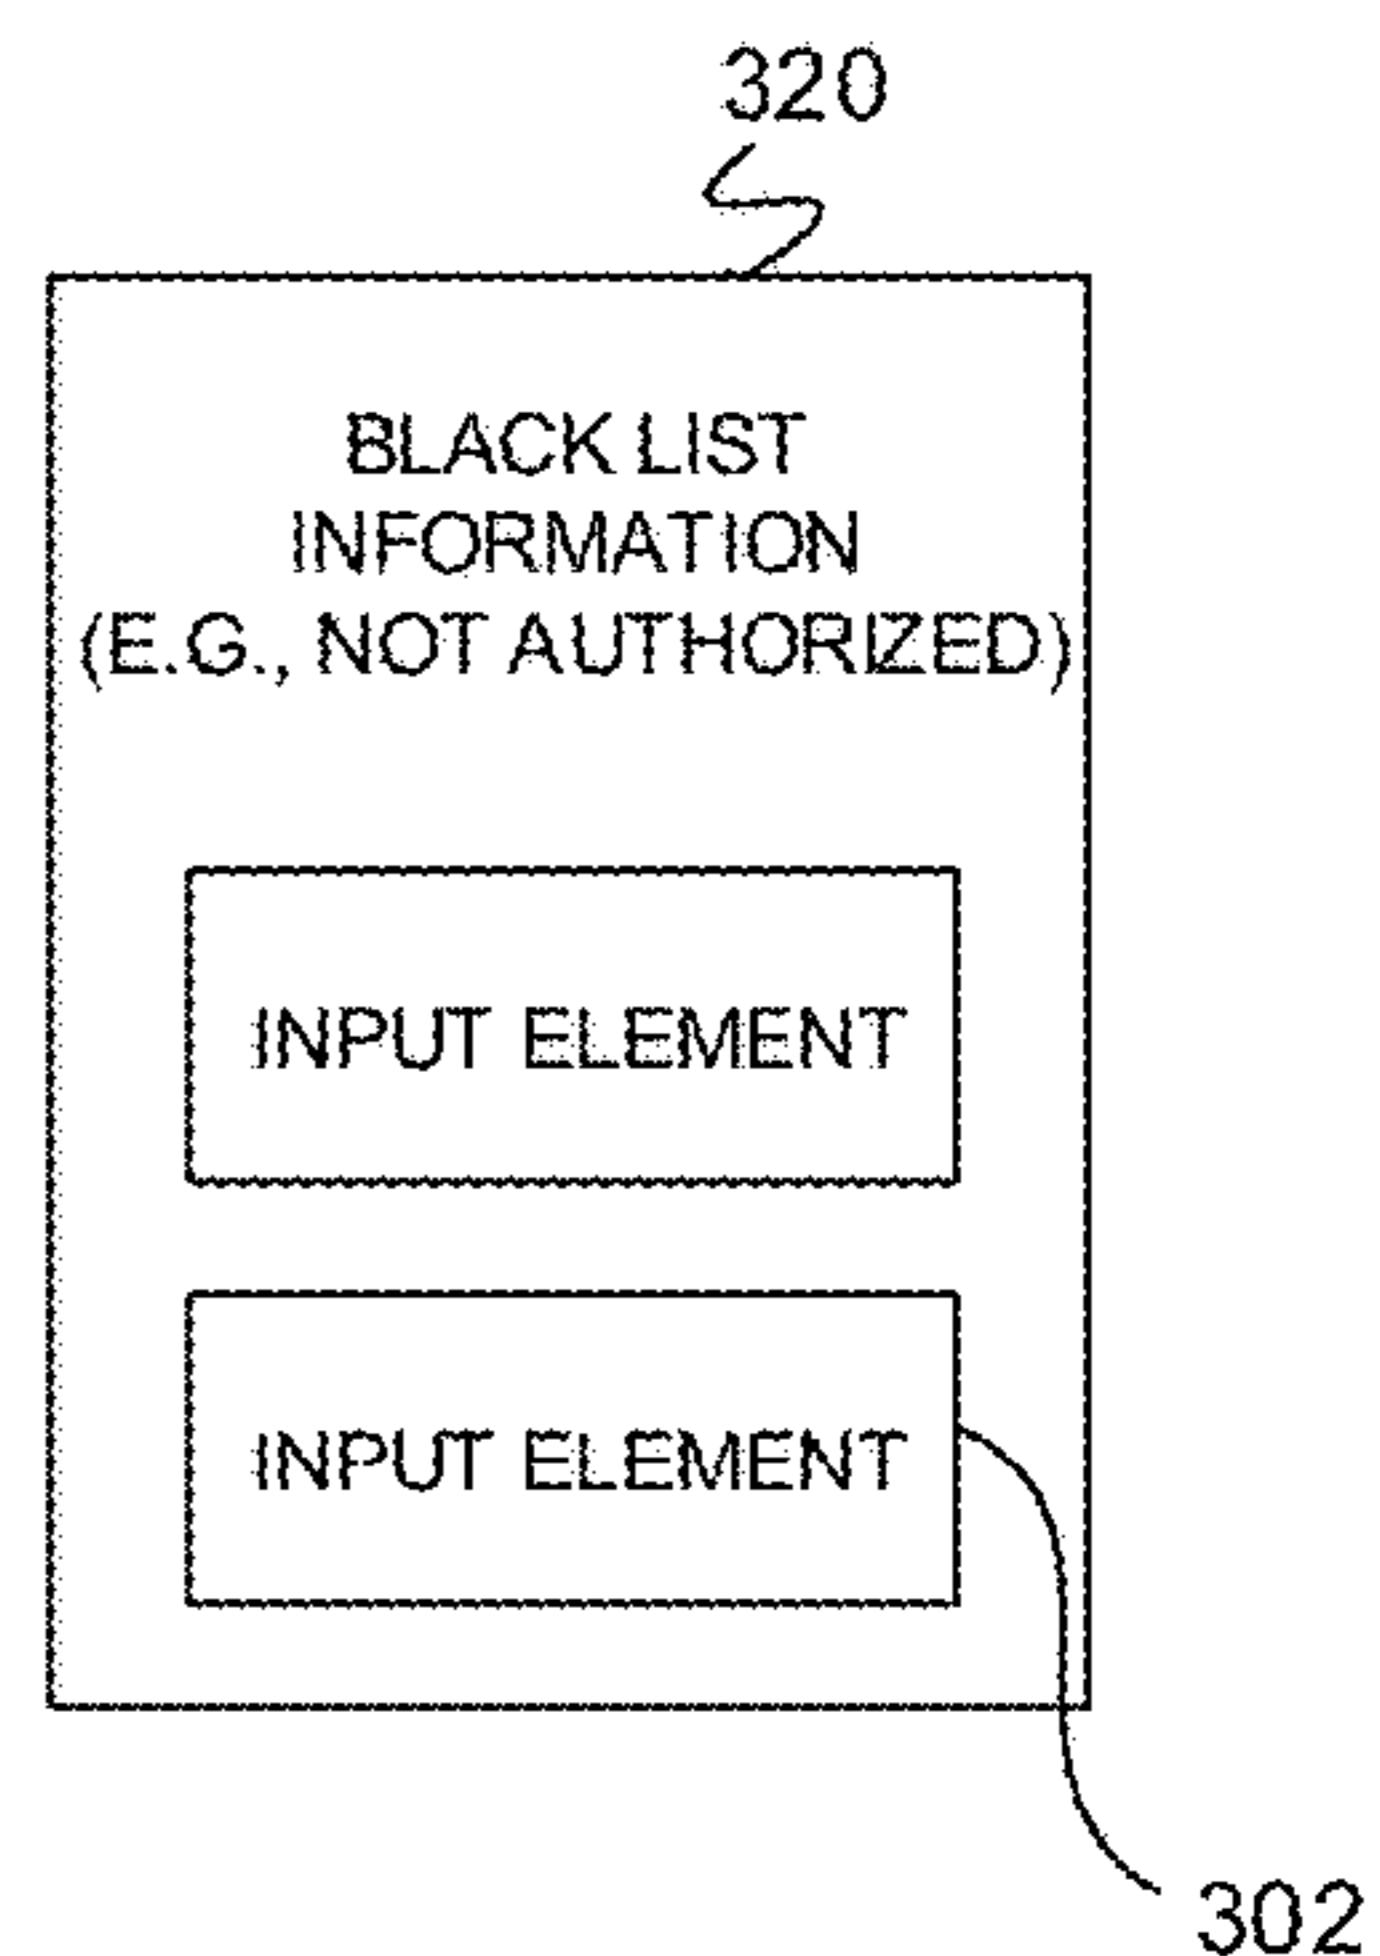 320
BLACK LIST
INFORMATION
(E.G., NOT AUTHORIZED)
INPUT ELEMENT
INPUT ELEMENT
302